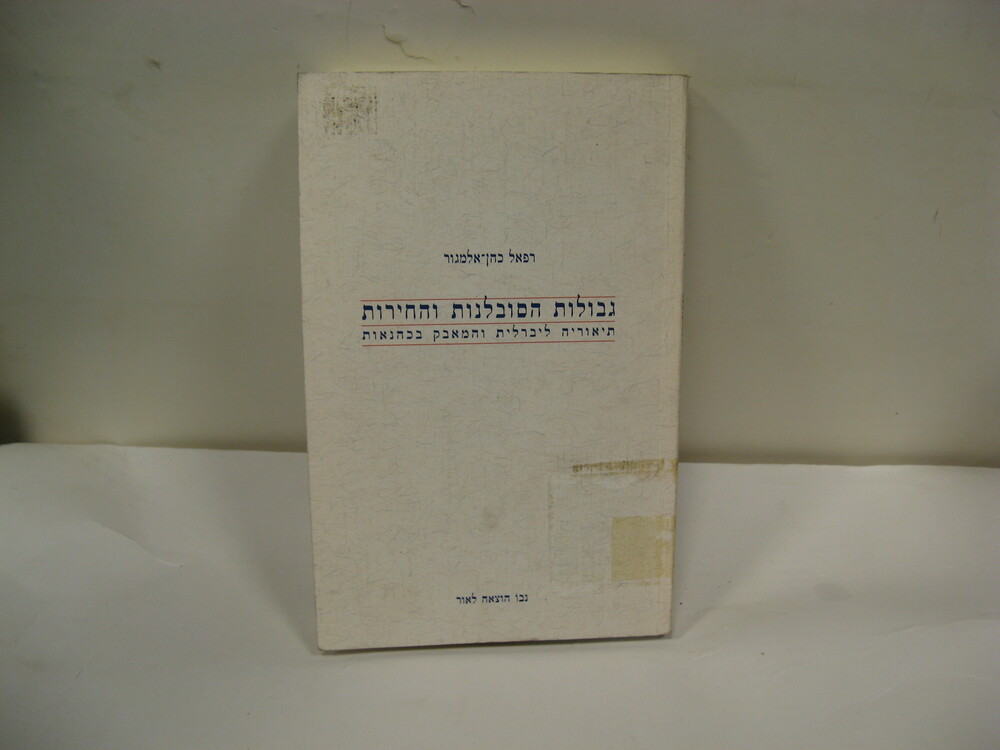 רפאל כהן־אלמגור
גבולות הסובלנות והחירות
תיאוריה ליברלית והמאבק בכהנאות
נבו הוצאה לאור